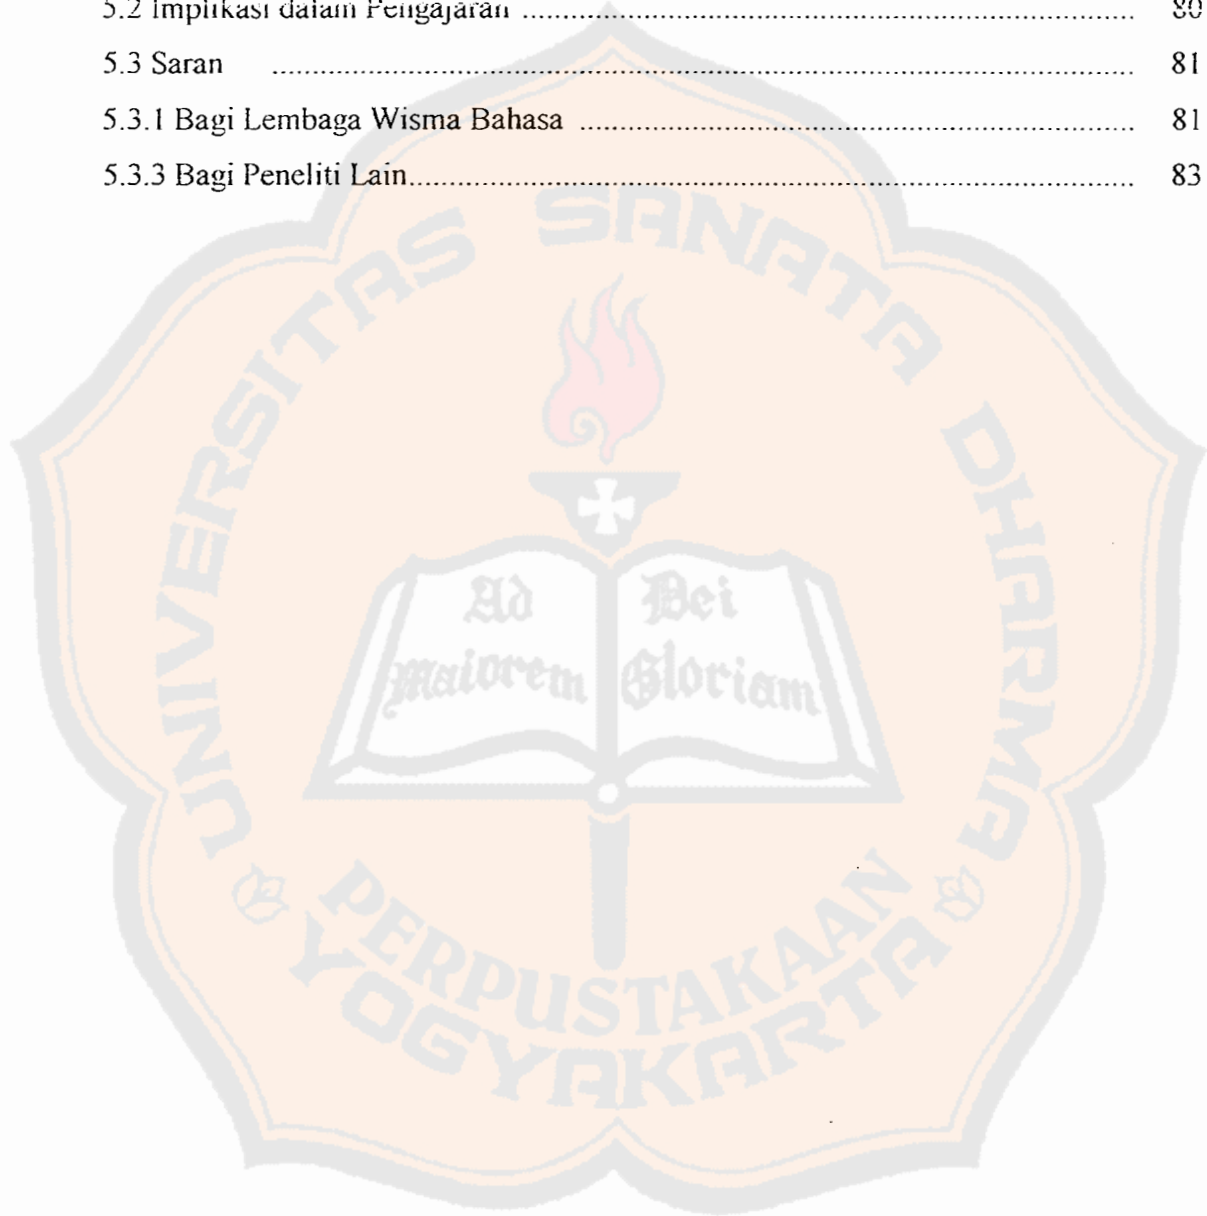 5.2 Implikasi dalam Pengajaran ........................................................ 80
5.3 Saran ........................................................ 81
5.3.1 Bagi Lembaga Wisma Bahasa ........................................................ 81
5.3.3 Bagi Peneliti Lain........................................................ 83
UNIVERSITAS SANATA DHARMA
Ad Dei
maiorem Gloriam
PERPUSTAKAAN
YOGYAKARTA